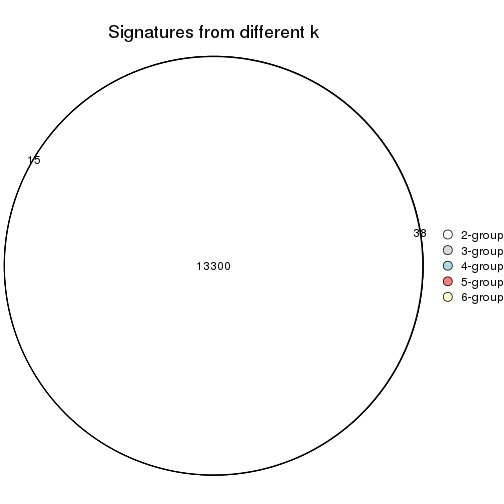 Signatures from different k
15
38
13300
2-group
3-group
4-group
5-group
6-group